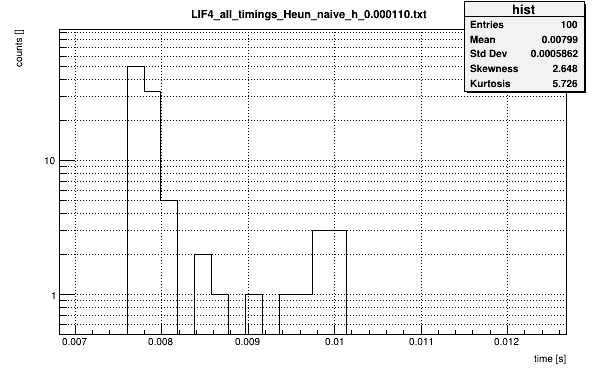 LIF4_all_timings_Heun_naive_h_0.000110.txt
hist
Entries 100
Mean 0.00799
Std Dev 0.0005862
Skewness 2.648
Kurtosis 5.726
counts []
10
1
0.007 0.008 0.009 0.01 0.011 0.012
time [s]